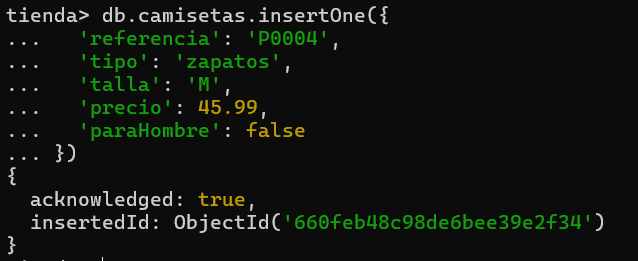 tienda> db.camisetas.insertOne({
...   'referencia': 'P0004',
...   'tipo': 'zapatos',
...   'talla': 'M',
...   'precio': 45.99,
...   'paraHombre': false
... })
{
  acknowledged: true,
  insertedId: ObjectId('660feb48c98de6bee39e2f34')
}